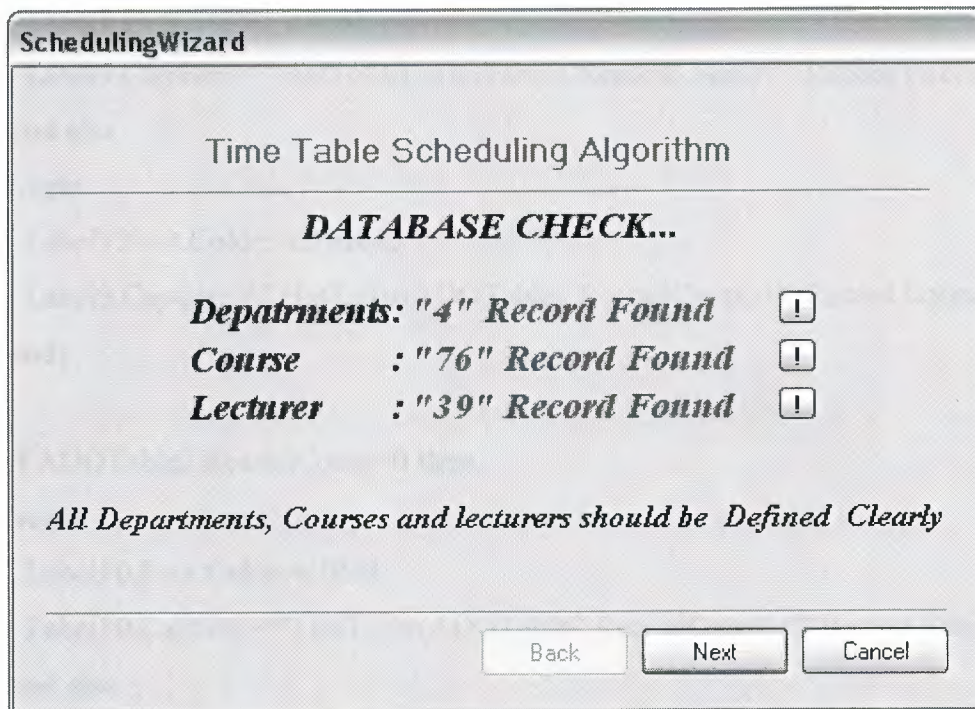 SchedulingWizard
Time Table Scheduling Algorithm
DATABASE CHECK...
Depatrments: "4" Record Found !
Course : "76" Record Found !
Lecturer : "39" Record Found !
All Departments, Courses and lecturers should be Defined Clearly
Back Next Cancel